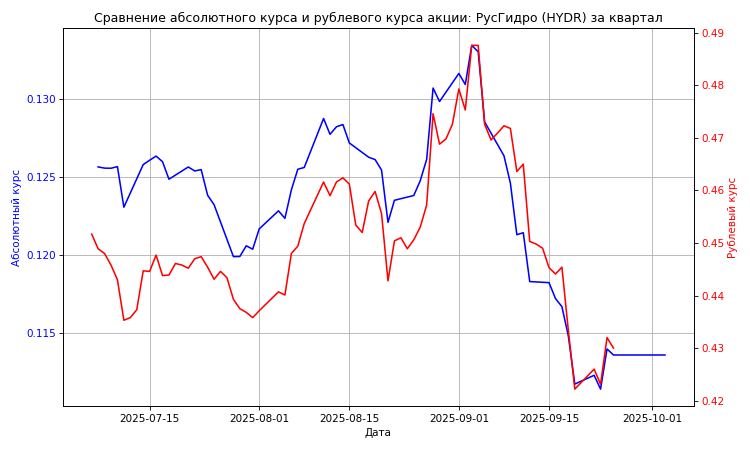 Сравнение абсолютного курса и рублевого курса акции: РусГидро (HYDR) за квартал
0.130
0.125
0.120
0.115
Абсолютный курс
0.49
0.48
0.47
0.46
0.45
0.44
0.43
0.42
Рублевый курс
2025-07-15 2025-08-01 2025-08-15 2025-09-01 2025-09-15 2025-10-01
Дата